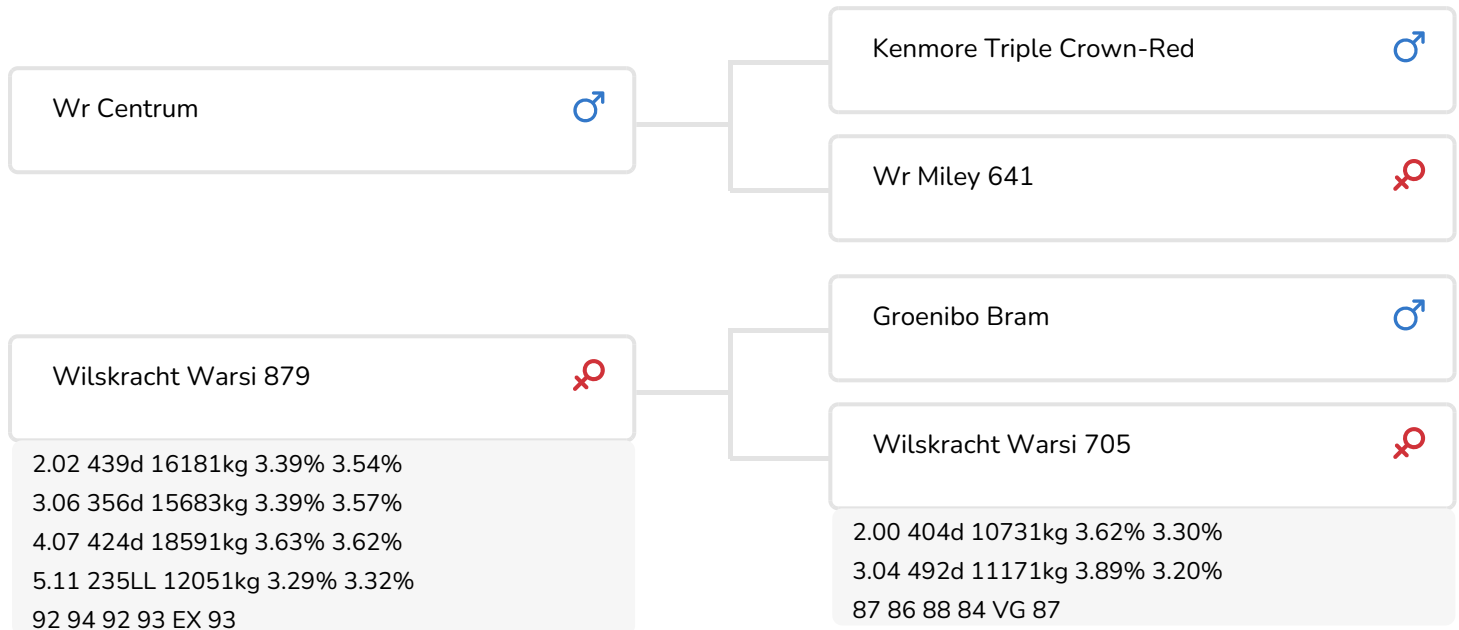 Wr Centrum
Kenmore Triple Crown-Red
Wr Miley 641
Wilskracht Warsi 879
2.02 439d 16181kg 3.39% 3.54%
3.06 356d 15683kg 3.39% 3.57%
4.07 424d 18591kg 3.63% 3.62%
5.11 235LL 12051kg 3.29% 3.32%
92 94 92 93 EX 93
Groenibo Bram
Wilskracht Warsi 705
2.00 404d 10731kg 3.62% 3.30%
3.04 492d 11171kg 3.89% 3.20%
87 86 88 84 VG 87